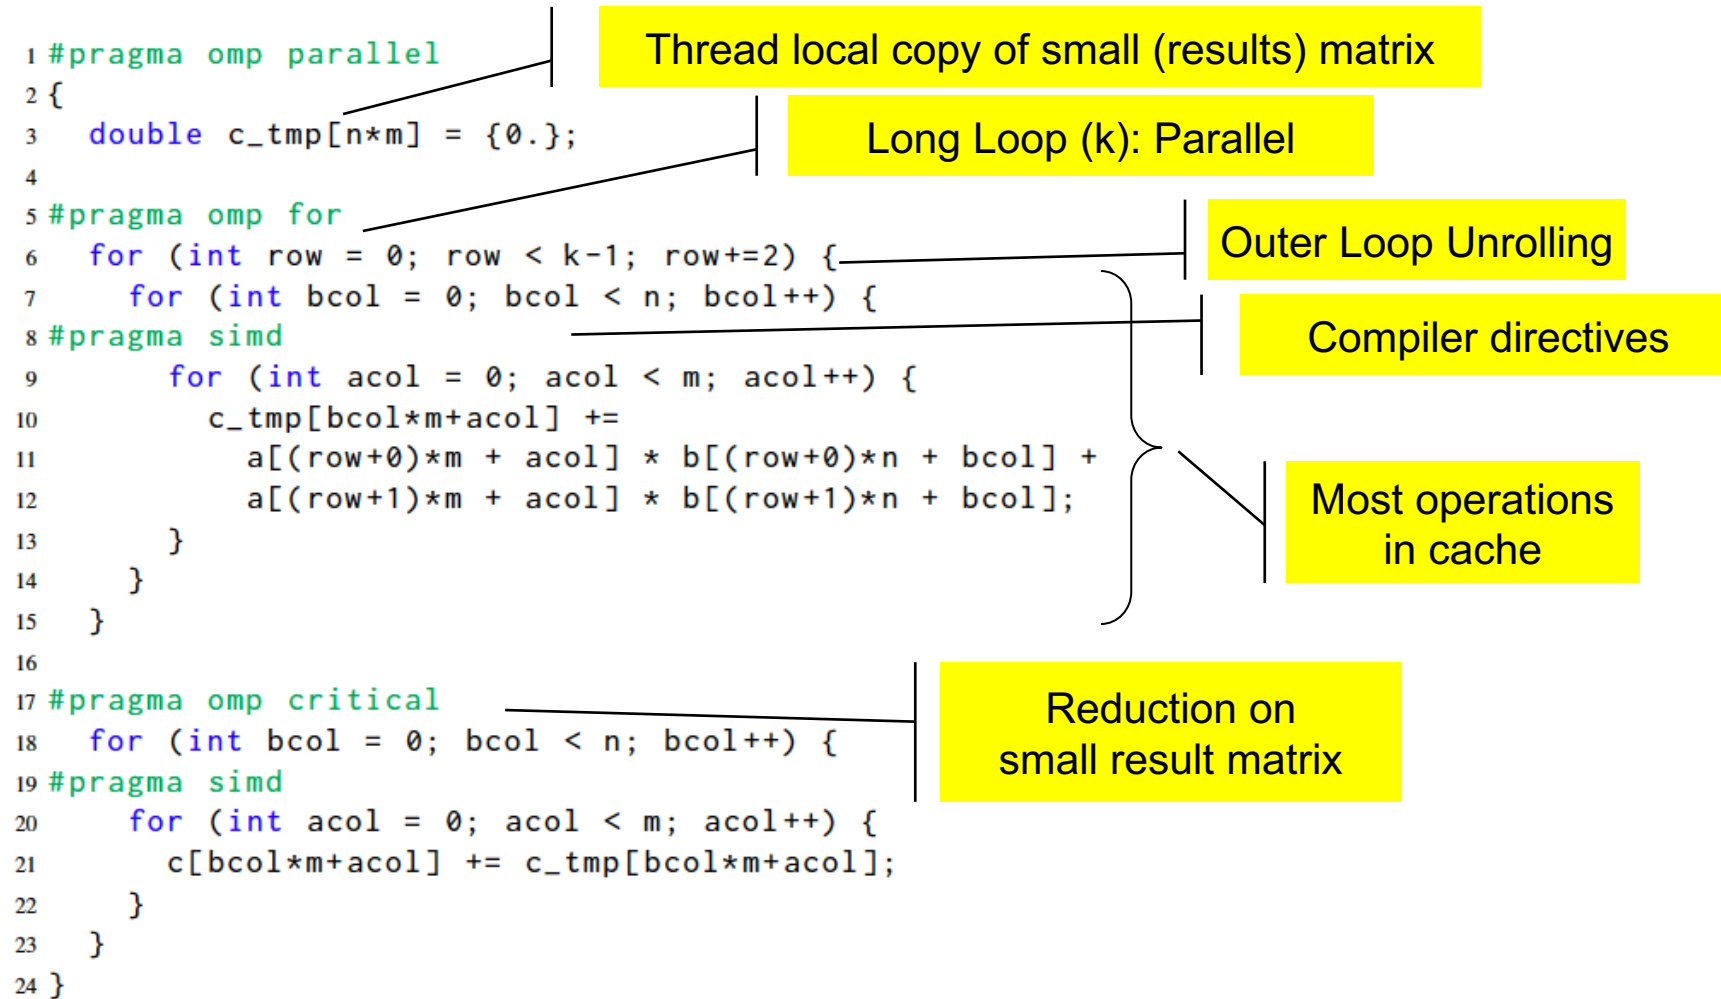 Thread local copy of small (results) matrix
1 #pragma omp parallel
2 {
3 double c_tmp[n*m] = {0.};
Long Loop (k): Parallel
4
5 #pragma omp for
6 for (int row = 0; row < k-1; row+=2) {
Outer Loop Unrolling
7 for (int bcol = 0; bcol < n; bcol++) {
8 #pragma simd
Compiler directives
9 for (int acol = 0; acol < m; acol++) {
10 c_tmp[bcol*m+acol] +=
11 a[(row+0)*m + acol] * b[(row+0)*n + bcol] +
12 a[(row+1)*m + acol] * b[(row+1)*n + bcol];
Most operations
in cache
13 }
14 }
15 }
16
17 #pragma omp critical
Reduction on
small result matrix
18 for (int bcol = 0; bcol < n; bcol++) {
19 #pragma simd
20 for (int acol = 0; acol < m; acol++) {
21 c[bcol*m+acol] += c_tmp[bcol*m+acol];
22 }
23 }
24 }